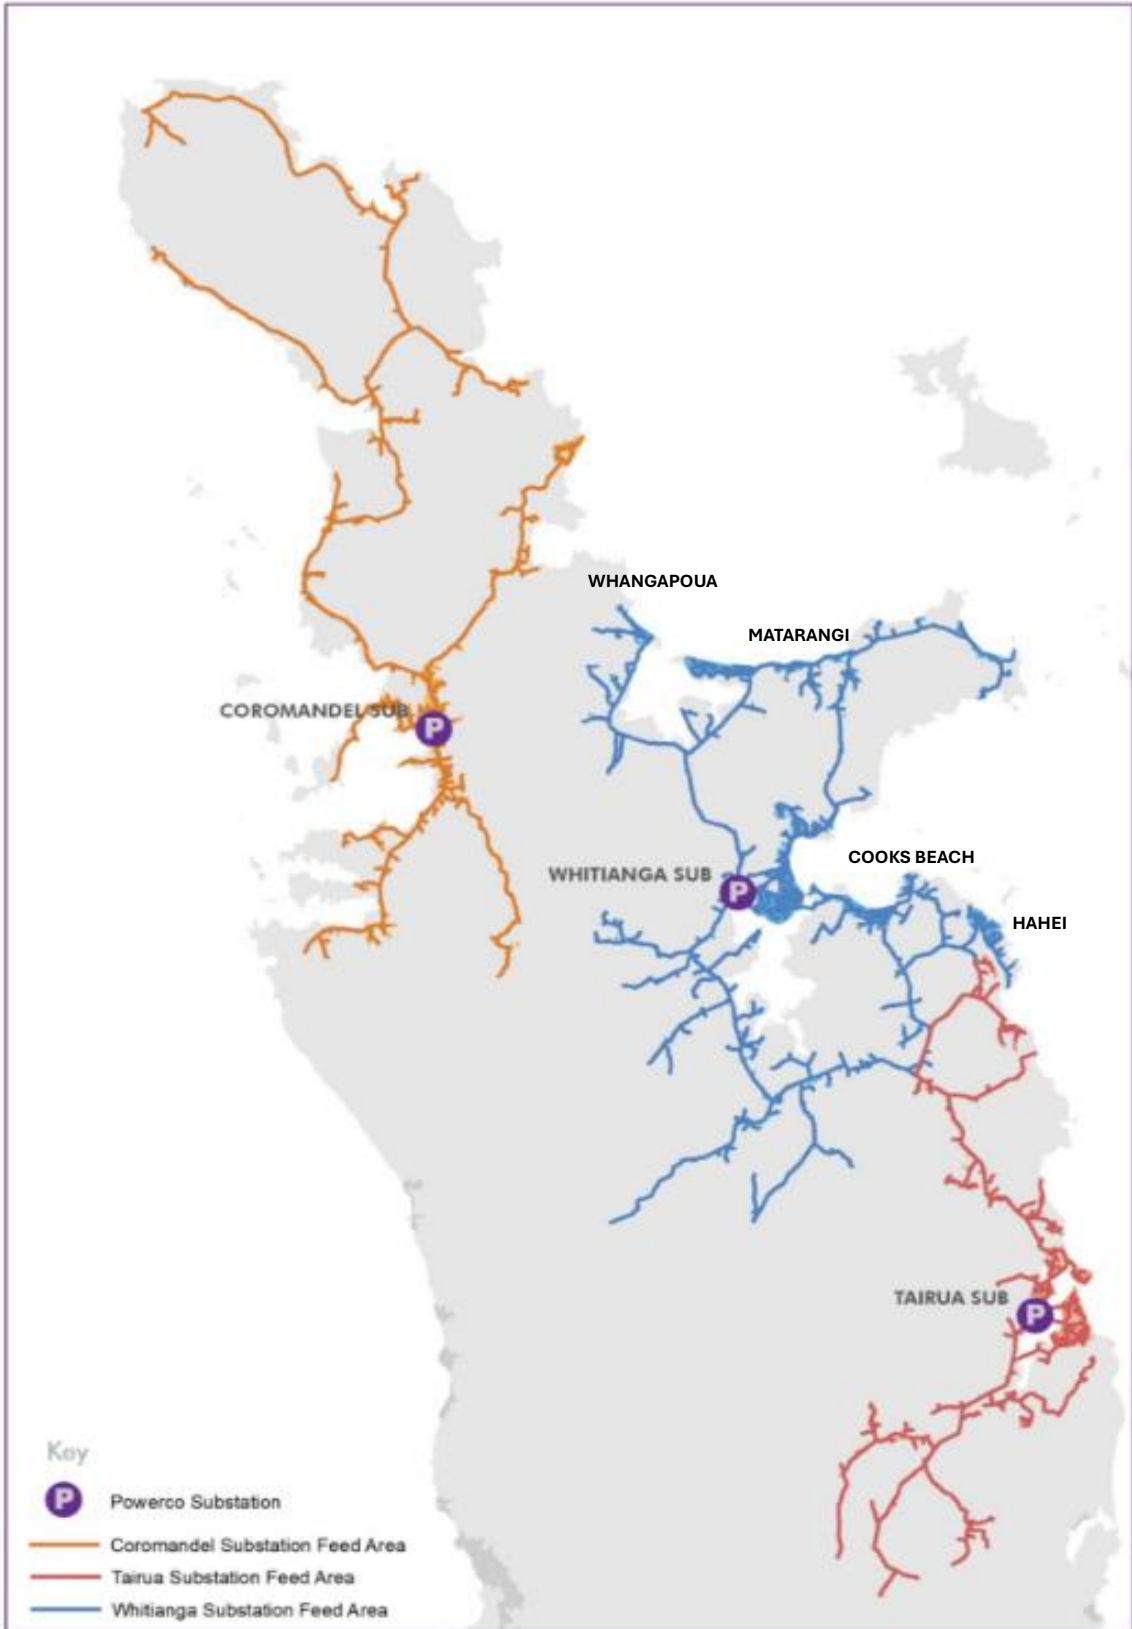 WHANGAPOUA
MATARANGI
COROMANDEL SUB
P
COOKS BEACH
WHITIANGA SUB
P
HAHEI
TAIRUA SUB
P
Key
P Powerco Substation
Coromandel Substation Feed Area
Tairua Substation Feed Area
Whitianga Substation Feed Area